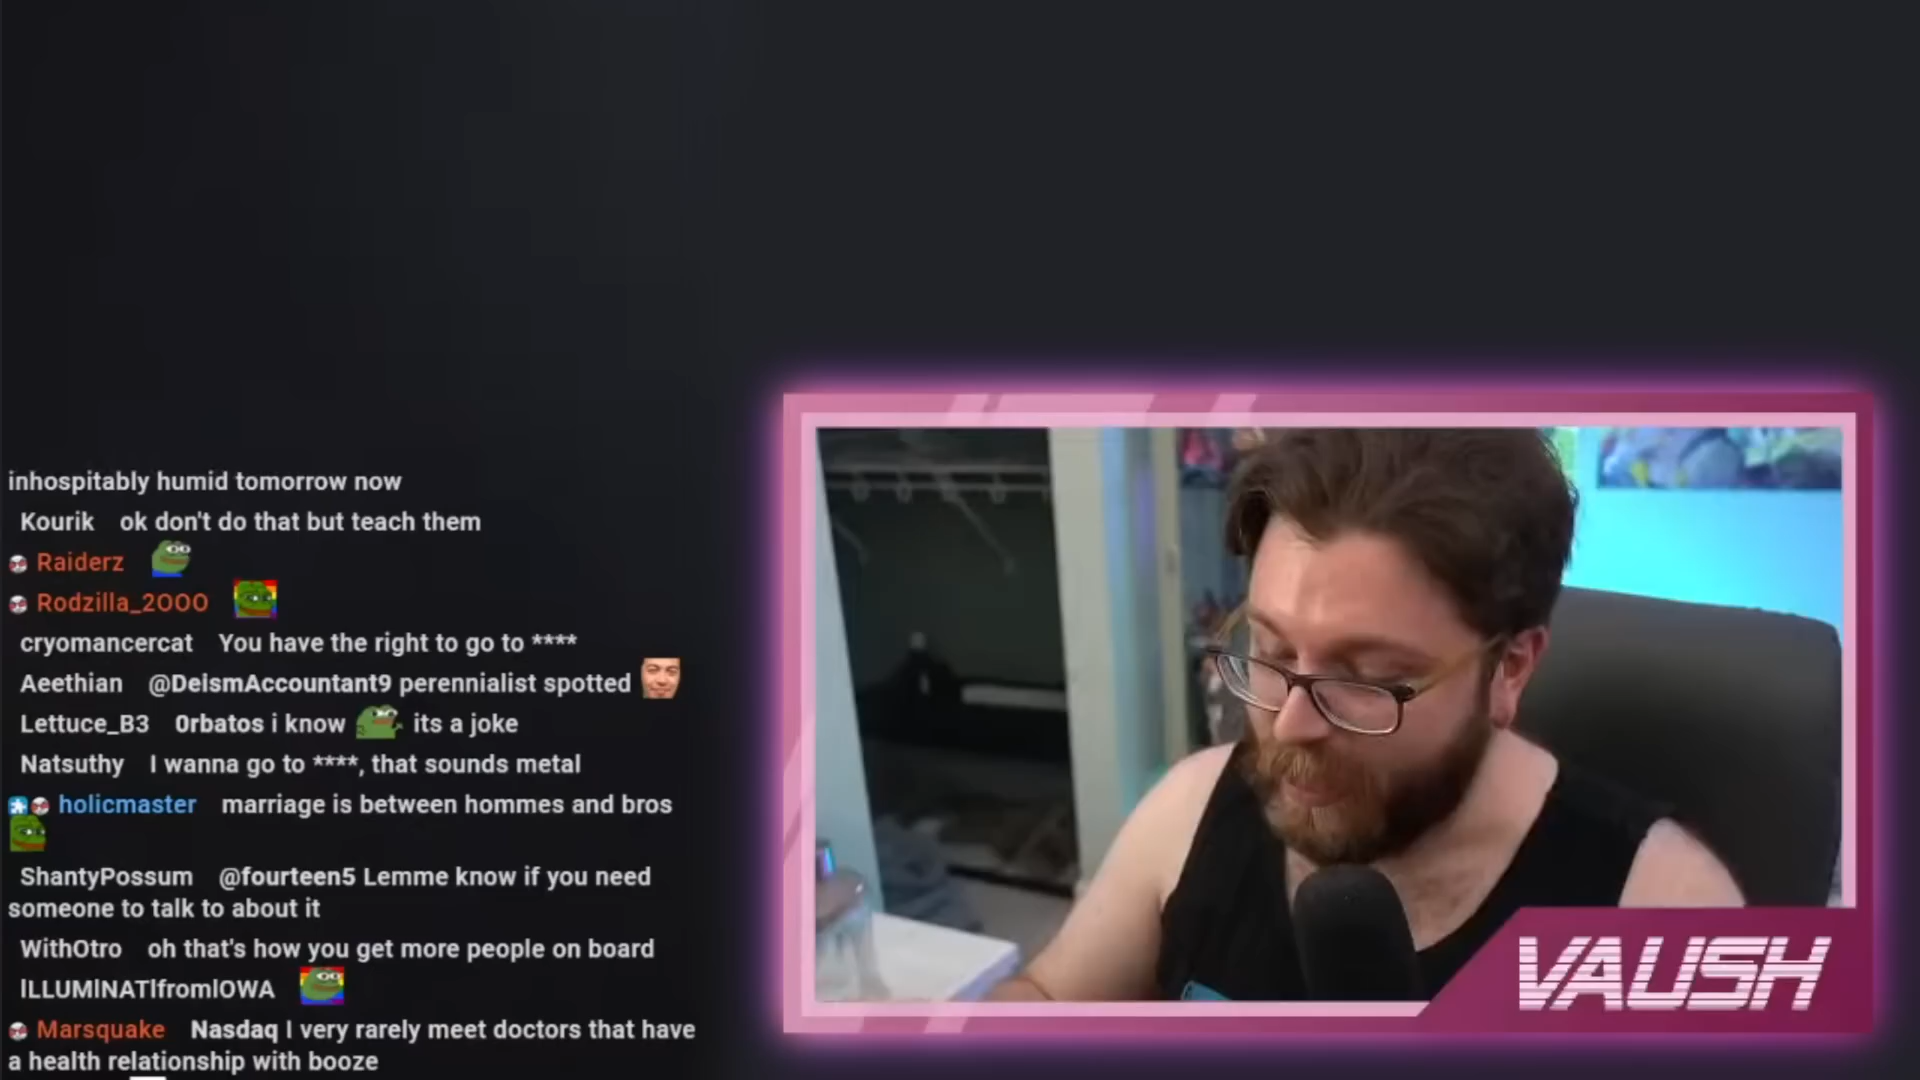 inhospitably humid tomorrow now
Kourik ok don't do that but teach them
Raiderz
Rodzilla_2000
cryomancercat You have the right to go to ****
Aeethian @DeismAccountant9 perennialist spotted
Lettuce_B3 0rbatos i know its a joke
Natsuthy I wanna go to ****, that sounds metal
holicmaster marriage is between hommes and bros
ShantyPossum @fourteen5 Lemme know if you need
someone to talk to about it
WithOtro oh that's how you get more people on board
lLLUMlNATlfromlOWA
Marsquake Nasdaq I very rarely meet doctors that have
a health relationship with booze
VAUSH